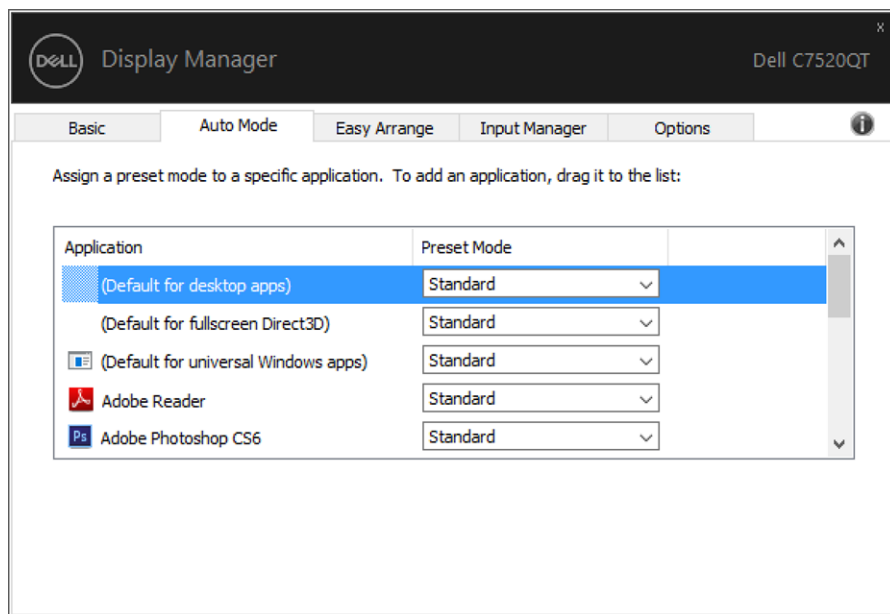 x
DELL Display Manager Dell C7520QT
Basic Auto Mode Easy Arrange Input Manager Options
Assign a preset mode to a specific application. To add an application, drag it to the list:
Application Preset Mode
(Default for desktop apps) Standard
(Default for fullscreen Direct3D) Standard
(Default for universal Windows apps) Standard
Adobe Reader Standard
Ps Adobe Photoshop CS6 Standard